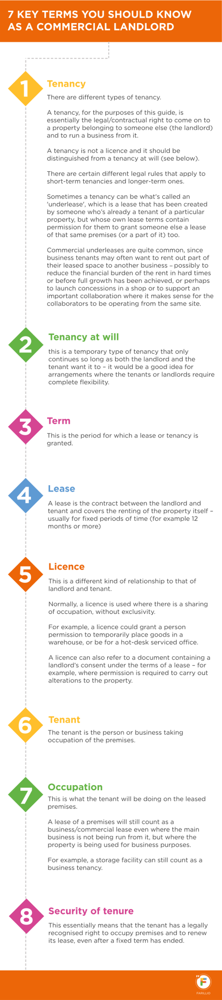 7 KEY TERMS YOU SHOULD KNOW
AS A COMMERCIAL LANDLORD
1
Tenancy
There are different types of tenancy.
A tenancy, for the purposes of this guide, is
essentially the legal/contractual right to come on to
a property belonging to someone else (the landlord)
and to run a business from it.
A tenancy is not a licence and it should be
distinguished from a tenancy at will (see below).
There are certain different legal rules that apply to
short-term tenancies and longer-term ones.
Sometimes a tenancy can be what's called an
'underlease', which is a lease that has been created
by someone who's already a tenant of a particular
property, but whose own lease terms contain
permission for them to grant someone else a lease
of that same premises (or a part of it) too.
Commercial underleases are quite common, since
business tenants may often want to rent out part of
their leased space to another business – possibly to
reduce the financial burden of the rent in hard times
or before full growth has been achieved, or perhaps
to launch concessions in a shop or to support an
important collaboration where it makes sense for the
collaborators to be operating from the same site.
2
Tenancy at will
this is a temporary type of tenancy that only
continues so long as both the landlord and the
tenant want it to – it would be a good idea for
arrangements where the tenants or landlords require
complete flexibility.
3
Term
This is the period for which a lease or tenancy is
granted.
4
Lease
A lease is the contract between the landlord and
tenant and covers the renting of the property itself –
usually for fixed periods of time (for example 12
months or more)
5
Licence
This is a different kind of relationship to that of
landlord and tenant.
Normally, a licence is used where there is a sharing
of occupation, without exclusivity.
For example, a licence could grant a person
permission to temporarily place goods in a
warehouse, or be for a hot-desk serviced office.
A licence can also refer to a document containing a
landlord's consent under the terms of a lease – for
example, where permission is required to carry out
alterations to the property.
6
Tenant
The tenant is the person or business taking
occupation of the premises.
7
Occupation
This is what the tenant will be doing on the leased
premises.
A lease of a premises will still count as a
business/commercial lease even where the main
business is not being run from it, but where the
property is being used for business purposes.
For example, a storage facility can still count as a
business tenancy.
8
Security of tenure
This essentially means that the tenant has a legally
recognised right to occupy premises and to renew
its lease, even after a fixed term has ended.
F
FARILLIO